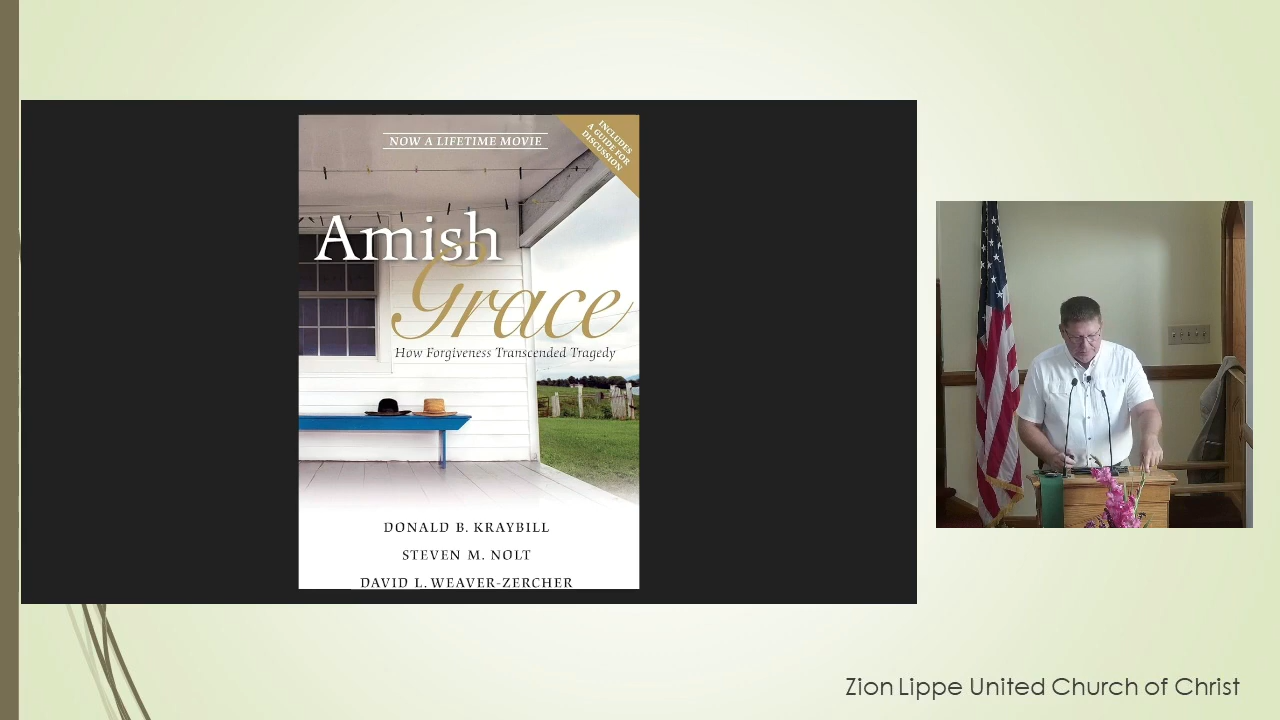 NOW A LIFETIME MOVIE
INCLUDES
A GUIDE FOR
DISCUSSION
Amish
Grace
How Forgiveness Transcended Tragedy
DONALD B. KRAYBILL
STEVEN M. NOLT
DAVID L. WEAVER-ZERCHER
Zion Lippe United Church of Christ